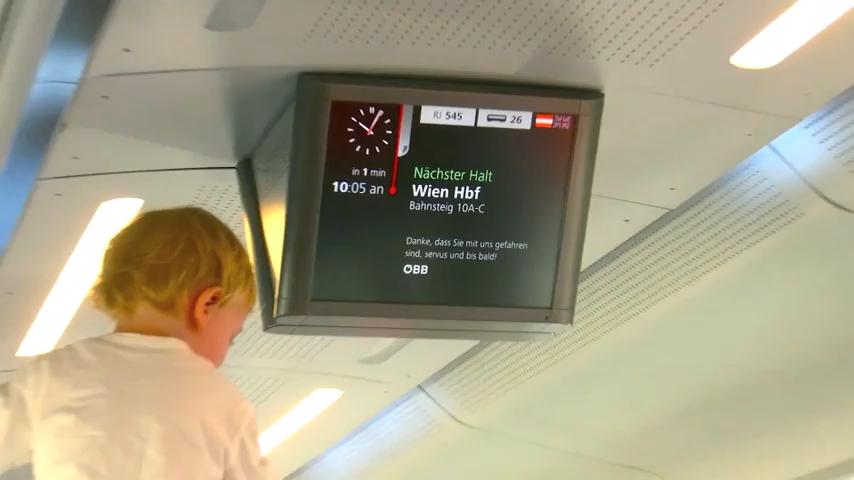 RJ 545
26
in 1 min
10:05 an
Nächster Halt
Wien Hbf
Bahnsteig 10A-C
Danke, dass Sie mit uns gefahren
sind, servus und bis bald!
ÖBB